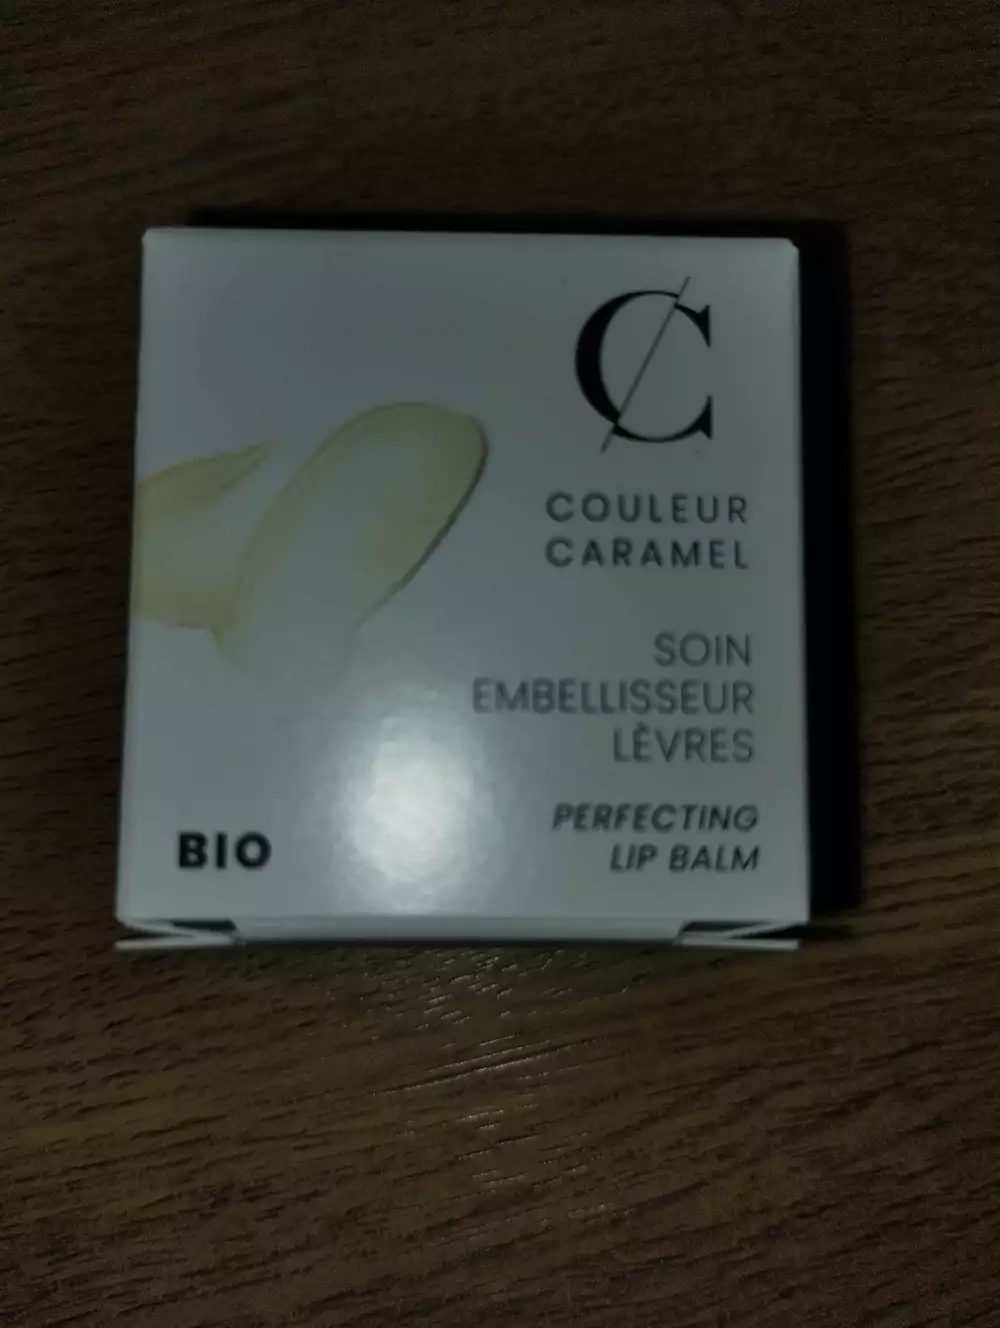 C
COULEUR
CARAMEL
SOIN
EMBELLISSEUR
LÈVRES
PERFECTING
LIP BALM
BIO